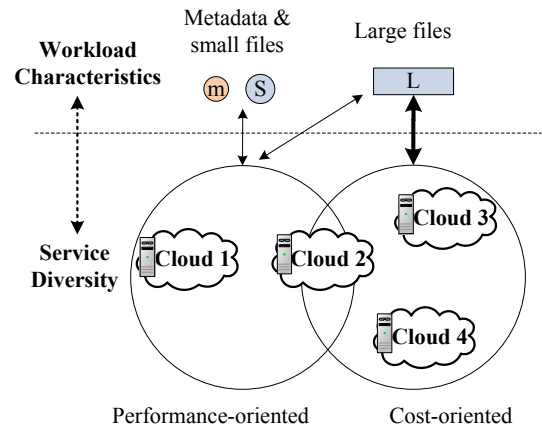 Metadata &
small files
Large files
Workload
Characteristics
m
S
L
Cloud 3
Cloud 1
Cloud 2
Service
Diversity
Cloud 4
Performance-oriented
Cost-oriented